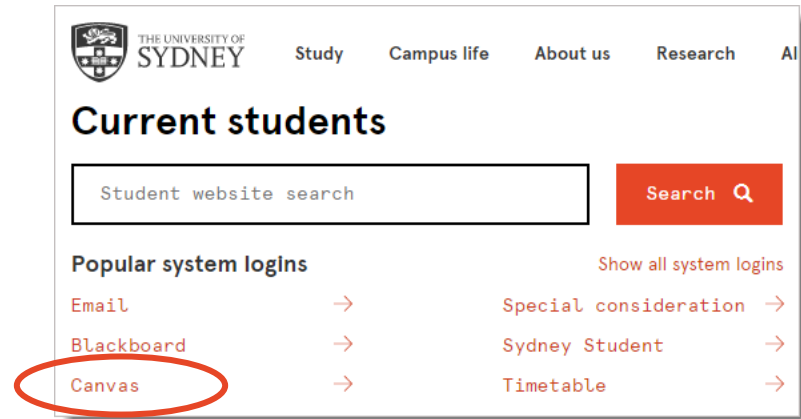 THE UNIVERSITY OF
SYDNEY
Study Campus life About us Research Al
Current students
Student website search Search
Popular system logins Show all system logins
Email Special consideration
Blackboard Sydney Student
Canvas Timetable